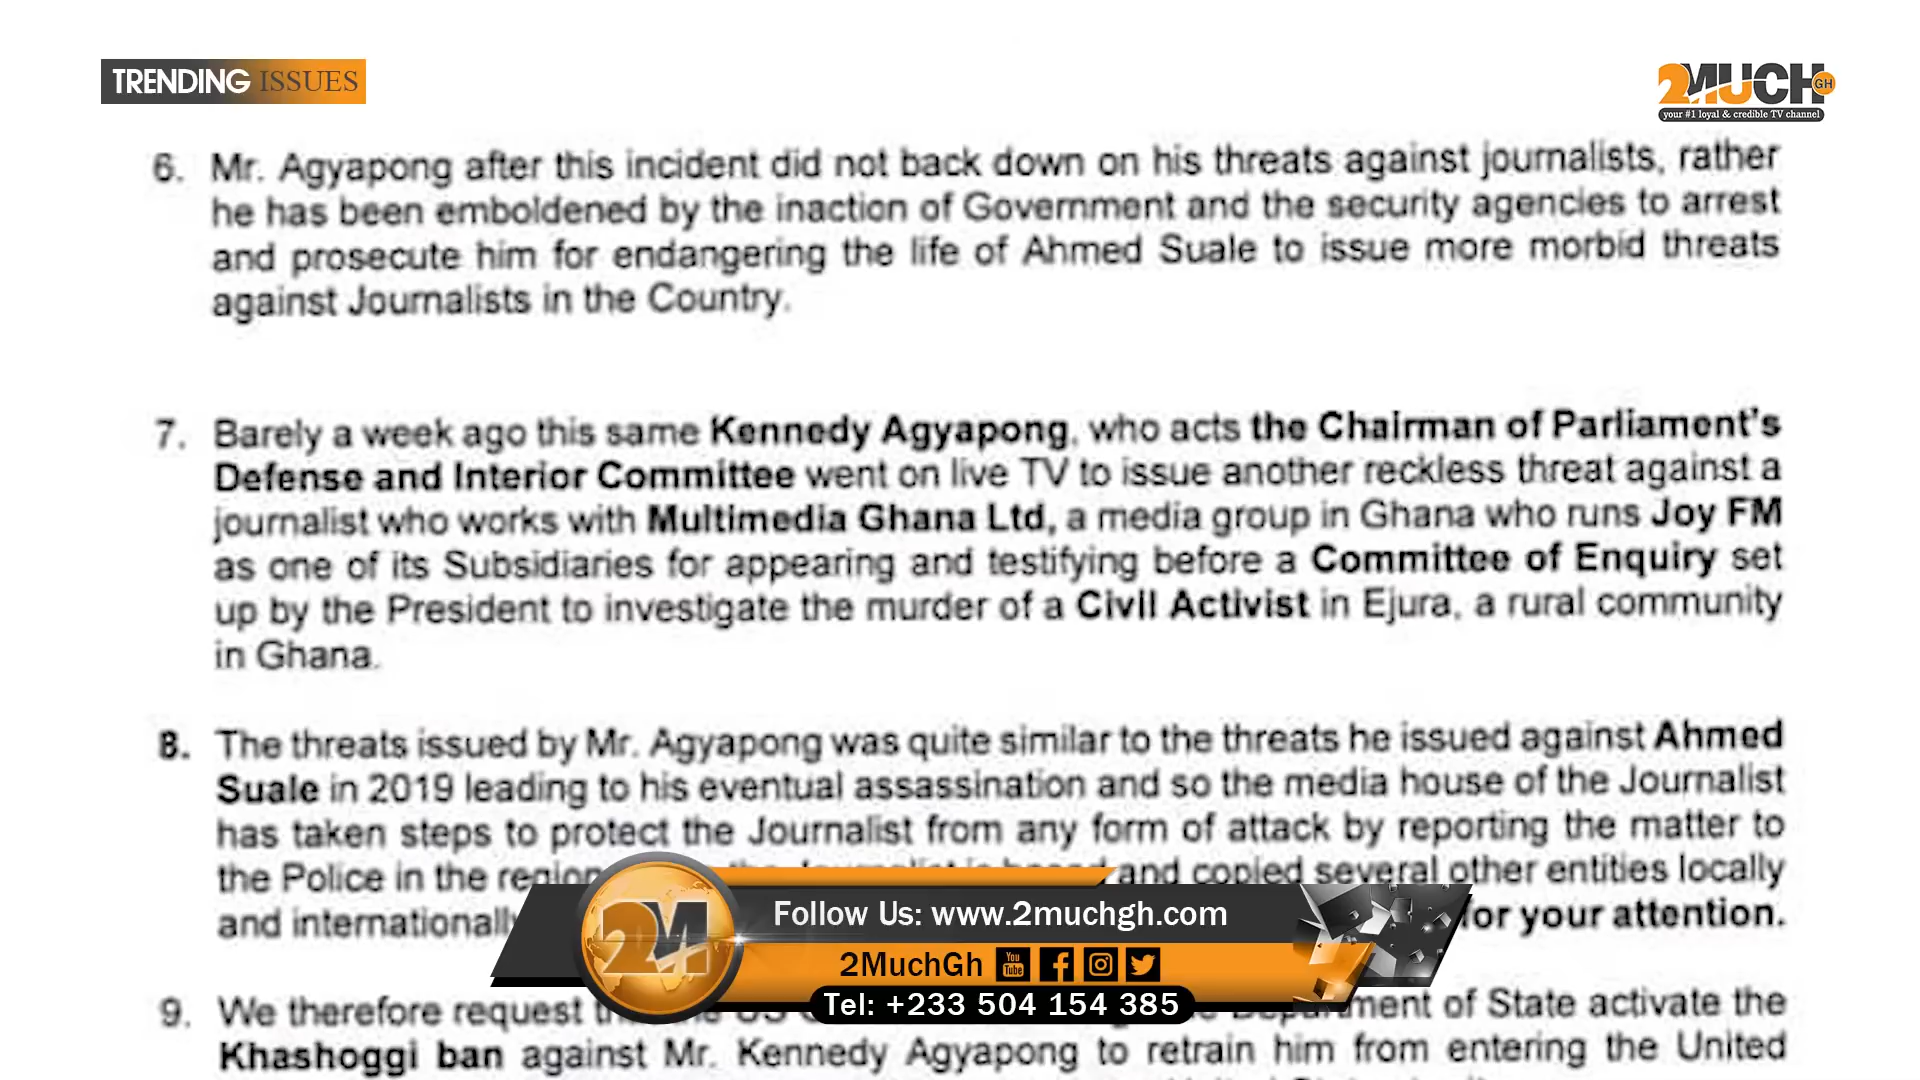 TRENDING ISSUES
2MUCH GH
your #1 loyal & credible TV channel
6. Mr. Agyapong after this incident did not back down on his threats against journalists, rather
he has been emboldened by the inaction of Government and the security agencies to arrest
and prosecute him for endangering the life of Ahmed Suale to issue more morbid threats
against Journalists in the Country.
7. Barely a week ago this same Kennedy Agyapong, who acts the Chairman of Parliament's
Defense and Interior Committee went on live TV to issue another reckless threat against a
journalist who works with Multimedia Ghana Ltd, a media group in Ghana who runs Joy FM
as one of its Subsidiaries for appearing and testifying before a Committee of Enquiry set
up by the President to investigate the murder of a Civil Activist in Ejura, a rural community
in Ghana.
8. The threats issued by Mr. Agyapong was quite similar to the threats he issued against Ahmed
Suale in 2019 leading to his eventual assassination and so the media house of the Journalist
has taken steps to protect the Journalist from any form of attack by reporting the matter to
the Police in the region and copied several other entities locally
and internationally for your attention.
9. We therefore request of State activate the
Khashoggi ban against Mr. Kennedy Agyapong to retrain him from entering the United
2M
Follow Us: www.2muchgh.com
2MuchGh You Tube
Tel: +233 504 154 385